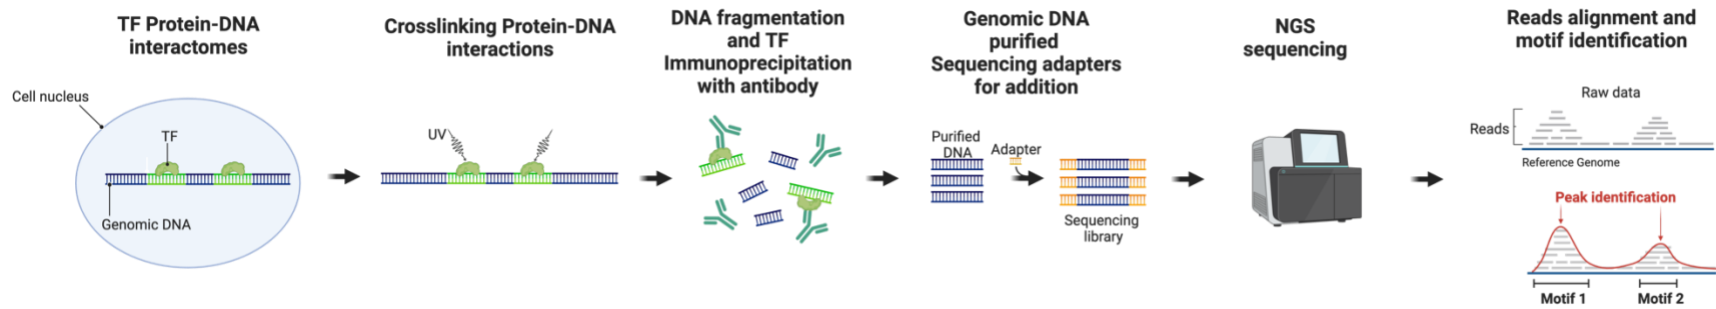 TF Protein-DNA
interactomes
Cell nucleus
TF
Genomic DNA
Crosslinking Protein-DNA
interactions
UV
DNA fragmentation
and TF
Immunoprecipitation
with antibody
Genomic DNA
purified
Sequencing adapters
for addition
Purified
DNA
Adapter
Sequencing
library
NGS
sequencing
Reads alignment and
motif identification
Raw data
Reads
Reference Genome
Peak identification
Motif 1
Motif 2